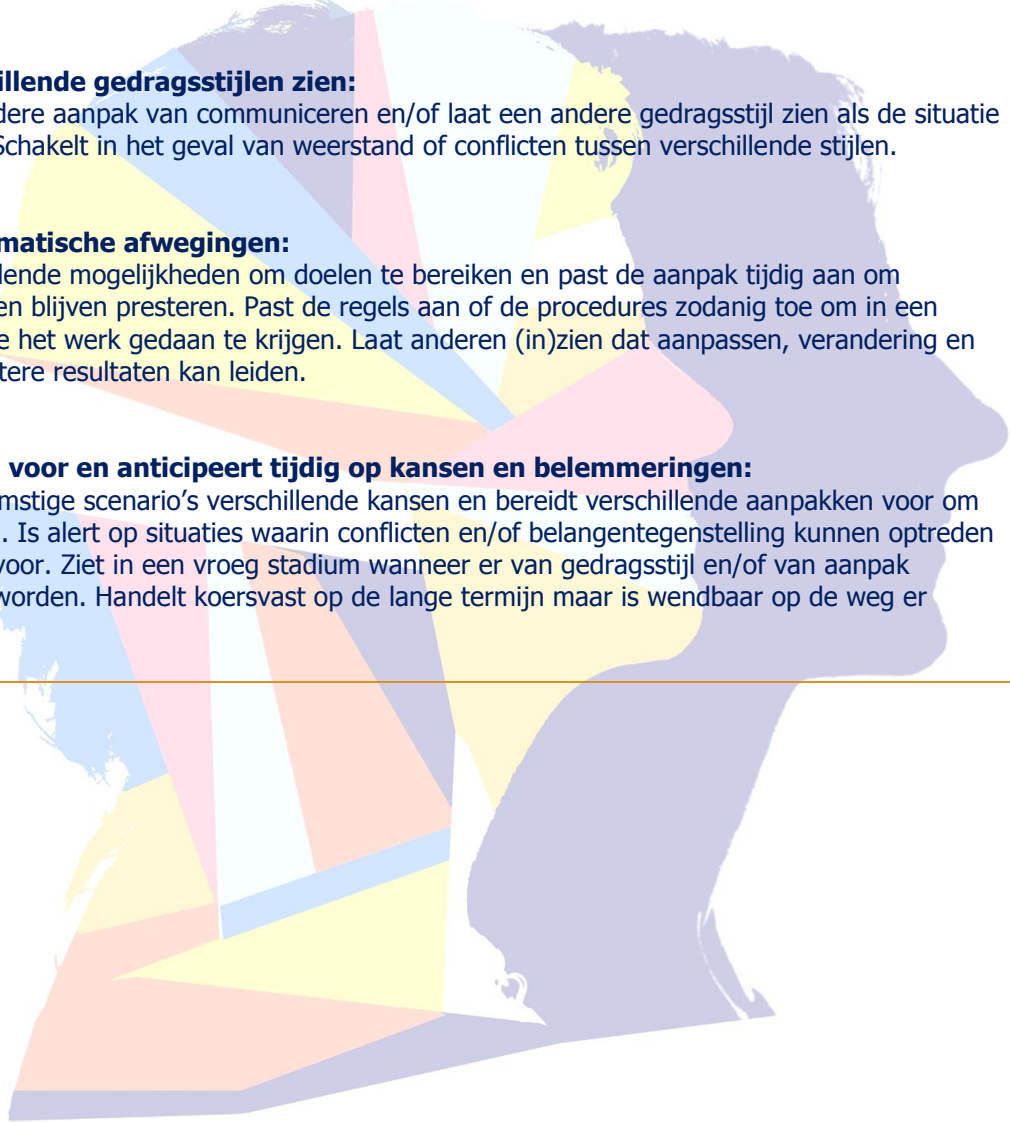 illende gedragsstijlen zien:
dere aanpak van communiceren en/of laat een andere gedragsstijl zien als de situatie
Schakelt in het geval van weerstand of conflicten tussen verschillende stijlen.
matische afwegingen:
lende mogelijkheden om doelen te bereiken en past de aanpak tijdig aan om
en blijven presteren. Past de regels aan of de procedures zodanig toe om in een
e het werk gedaan te krijgen. Laat anderen (in)zien dat aanpassen, verandering en
tere resultaten kan leiden.
voor en anticipeert tijdig op kansen en belemmeringen:
mstige scenario’s verschillende kansen en bereidt verschillende aanpakken voor om
. Is alert op situaties waarin conflicten en/of belangentegenstelling kunnen optreden
voor. Ziet in een vroeg stadium wanneer er van gedragsstijl en/of van aanpak
worden. Handelt koersvast op de lange termijn maar is wendbaar op de weg er